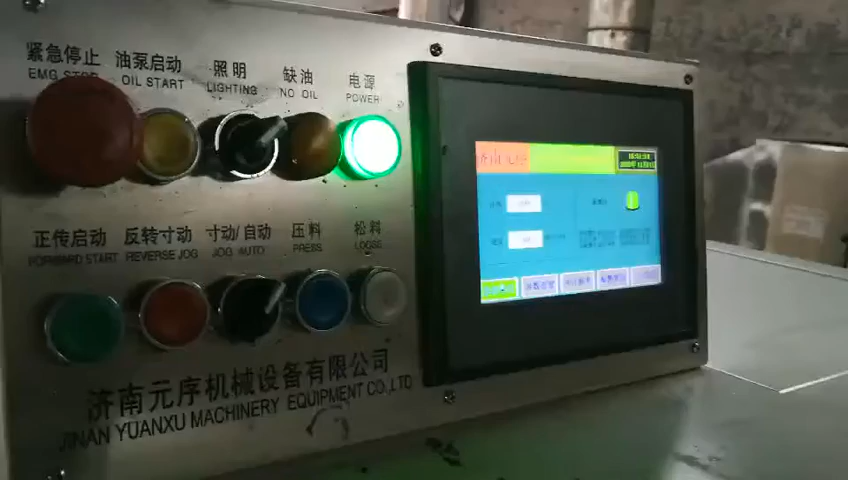 紧急停止 油泵启动 照明 缺油 电源
EMG STOP OIL START LIGHTING NO OIL POWER
正传启动 反转寸动 寸动/自动 压料 松料
FORWARD START REVERSE JOG JOG AUTO PRESS LOOSE
济南元序机械设备有限公司
JINAN YUANXU MACHINERY EQUIPMENT CO.,LTD